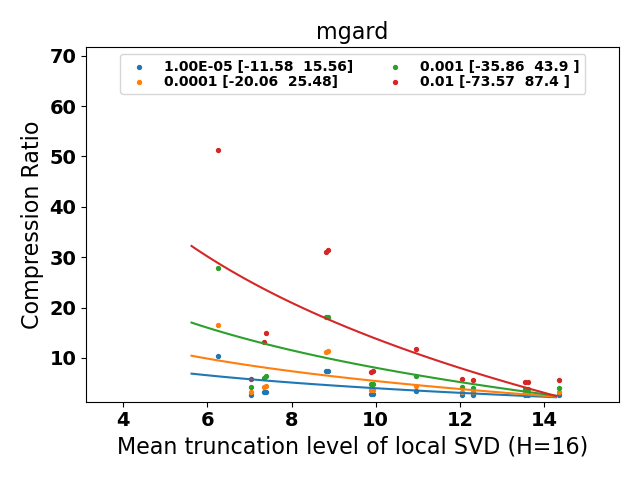 mgard
1.00E-05 [-11.58  15.56]
0.0001 [-20.06  25.48]
0.001 [-35.86  43.9 ]
0.01 [-73.57  87.4 ]
Compression Ratio
70
60
50
40
30
20
10
4 6 8 10 12 14
Mean truncation level of local SVD (H=16)